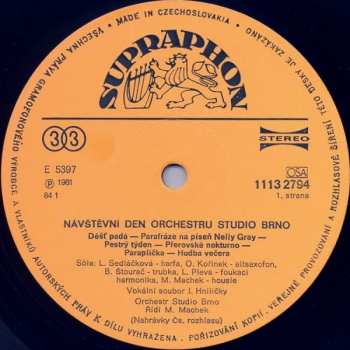 MADE IN CZECHOSLOVAKIA
VŠECHNA PRÁVA GRAMOFONOVÉHO VÝROBCE A VLASTNÍKŮ AUTORSKÝCH PRÁV K DÍLU VYHRAZENA. POŘIZOVÁNÍ KOPIÍ, VEŘEJNÉ PROVOZOVÁNÍ A ROZHLASOVÉ ŠÍŘENÍ TÉTO DESKY JE ZAKÁZÁNO
SUPRAPHON
33
STEREO
E 5397
Ⓟ 1981
84 1
OSA
1113 2794
1. strana
NÁVŠTĚVNÍ DEN ORCHESTRU STUDIO BRNO
Déšť padá — Parafráze na píseň Nelly Gray —
Pestrý týden — Přerovské nokturno —
Paraplíčka — Hudba večera
Sóla: L. Sedláčková - harfa, O. Kořínek - altsaxofon,
B. Štourač - trubka, L. Pleva - foukací
harmonika, M. Machek - housle
Vokální soubor I. Hniličky
Orchestr Studio Brno
Řídí M. Machek
(Nahrávky Čs. rozhlasu)